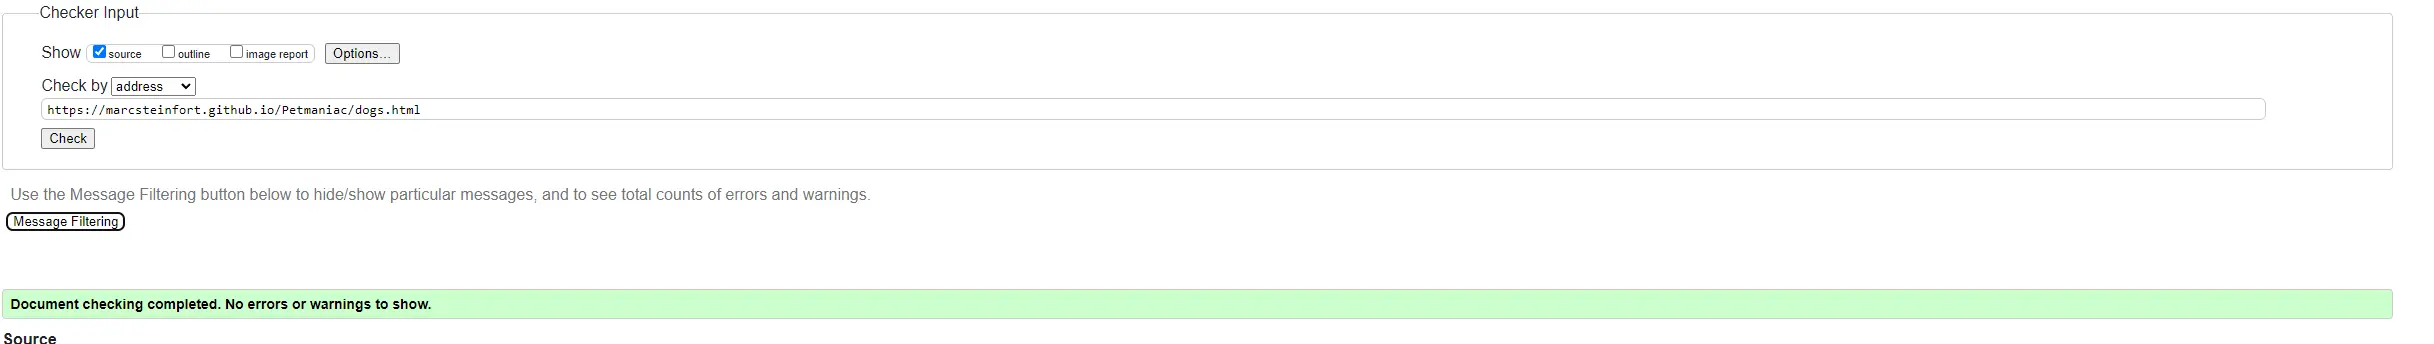 Checker Input
Show source outline image report Options...
Check by address
https://marcsteinfort.github.io/Petmaniac/dogs.html
Check
Use the Message Filtering button below to hide/show particular messages, and to see total counts of errors and warnings.
Message Filtering
Document checking completed. No errors or warnings to show.
Source